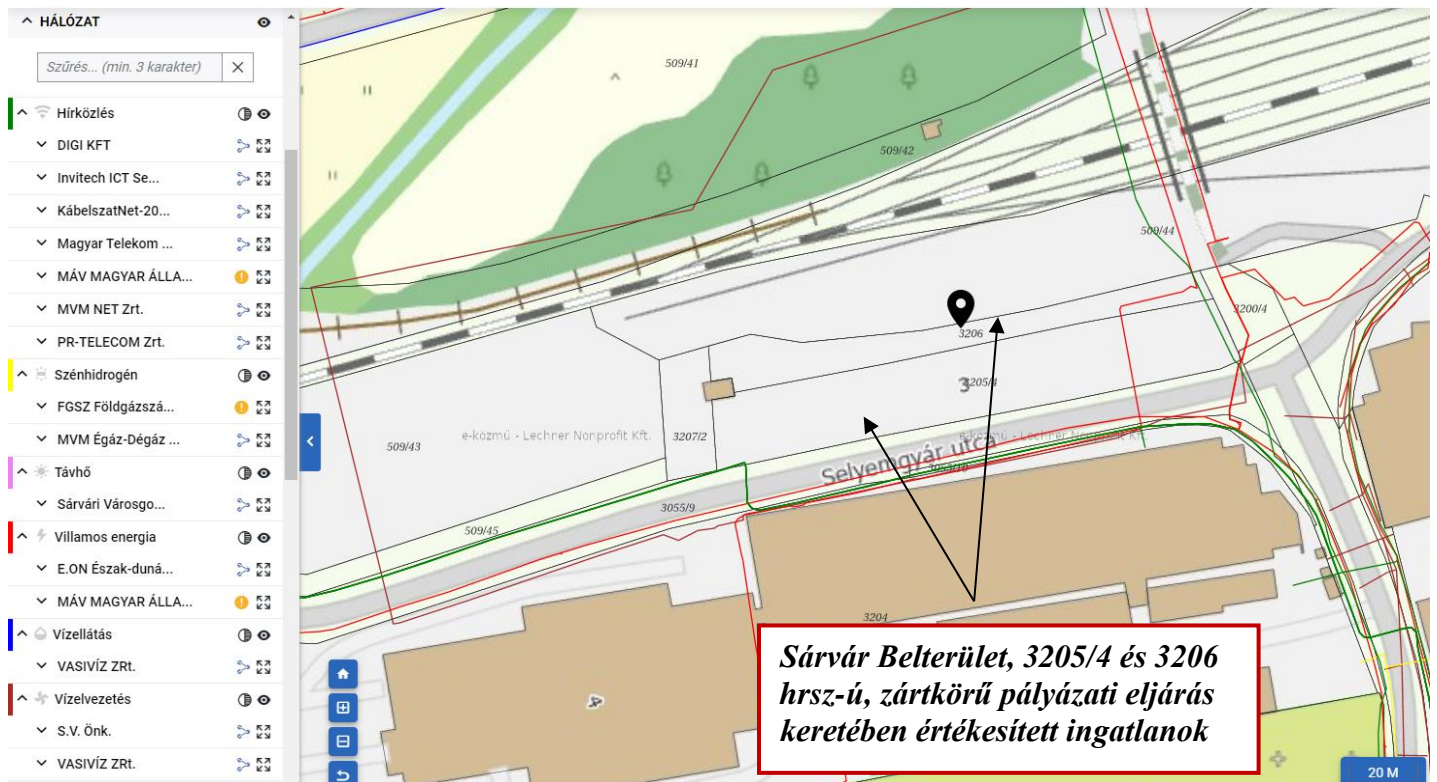 HÁLÓZAT
Szűrés... (min. 3 karakter)
Hírközlés
DIGI KFT
Invitech ICT Se...
KábelszatNet-20...
Magyar Telekom ...
MÁV MAGYAR ÁLLA...
MVM NET Zrt.
PR-TELECOM Zrt.
Szénhidrogén
FGSZ Földgázszá...
MVM Égáz-Dégáz ...
Távhő
Sárvári Városgo...
Villamos energia
E.ON Észak-duná...
MÁV MAGYAR ÁLLA...
Vízellátás
VASIVÍZ ZRt.
Vízelvezetés
S.V. Önk.
VASIVÍZ ZRt.
509/41
509/42
509/44
3200/4
3206
3205/4
3
509/43
e-közmű - Lechner Nonprofit Kft.
3207/2
Selyemgyár utca
3055/9
509/45
3204
4
Sárvár Belterület, 3205/4 és 3206
hrsz-ú, zártkörű pályázati eljárás
keretében értékesített ingatlanok
20 M